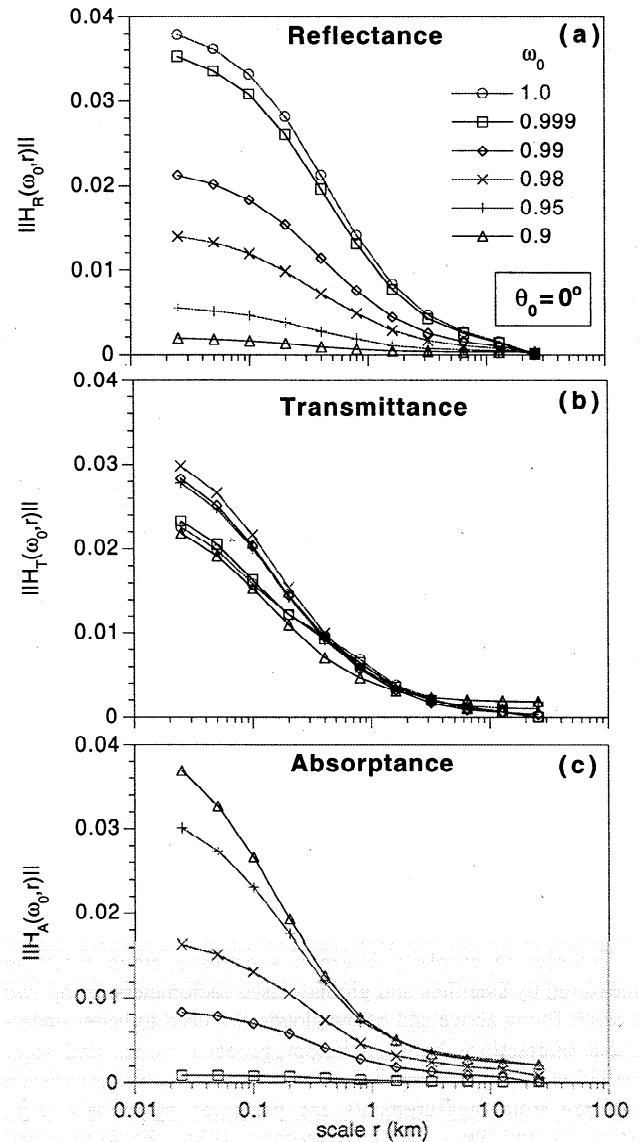 Reflectance
(a)
ω₀
1.0
0.999
0.99
0.98
0.95
0.9
θ₀=0°
||H_R(ω₀,r)||
0.04
0.03
0.02
0.01
0
Transmittance
(b)
||H_T(ω₀,r)||
0.04
0.03
0.02
0.01
0
Absorptance
(c)
|||H_A(ω₀,r)||
0.04
0.03
0.02
0.01
0
0.01 0.1 1 10 100
scale r (km)